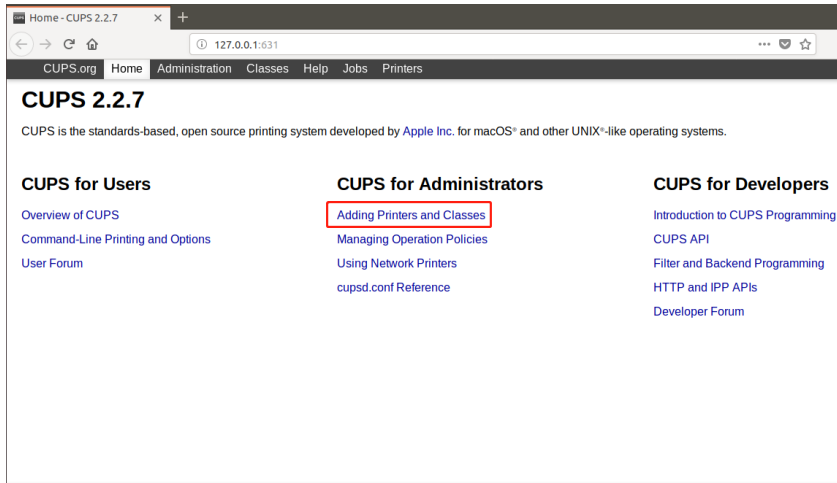 Home - CUPS 2.2.7
127.0.0.1:631
CUPS.org Home Administration Classes Help Jobs Printers
CUPS 2.2.7
CUPS is the standards-based, open source printing system developed by Apple Inc. for macOS® and other UNIX®-like operating systems.
CUPS for Users
Overview of CUPS
Command-Line Printing and Options
User Forum
CUPS for Administrators
Adding Printers and Classes
Managing Operation Policies
Using Network Printers
cupsd.conf Reference
CUPS for Developers
Introduction to CUPS Programming
CUPS API
Filter and Backend Programming
HTTP and IPP APIs
Developer Forum